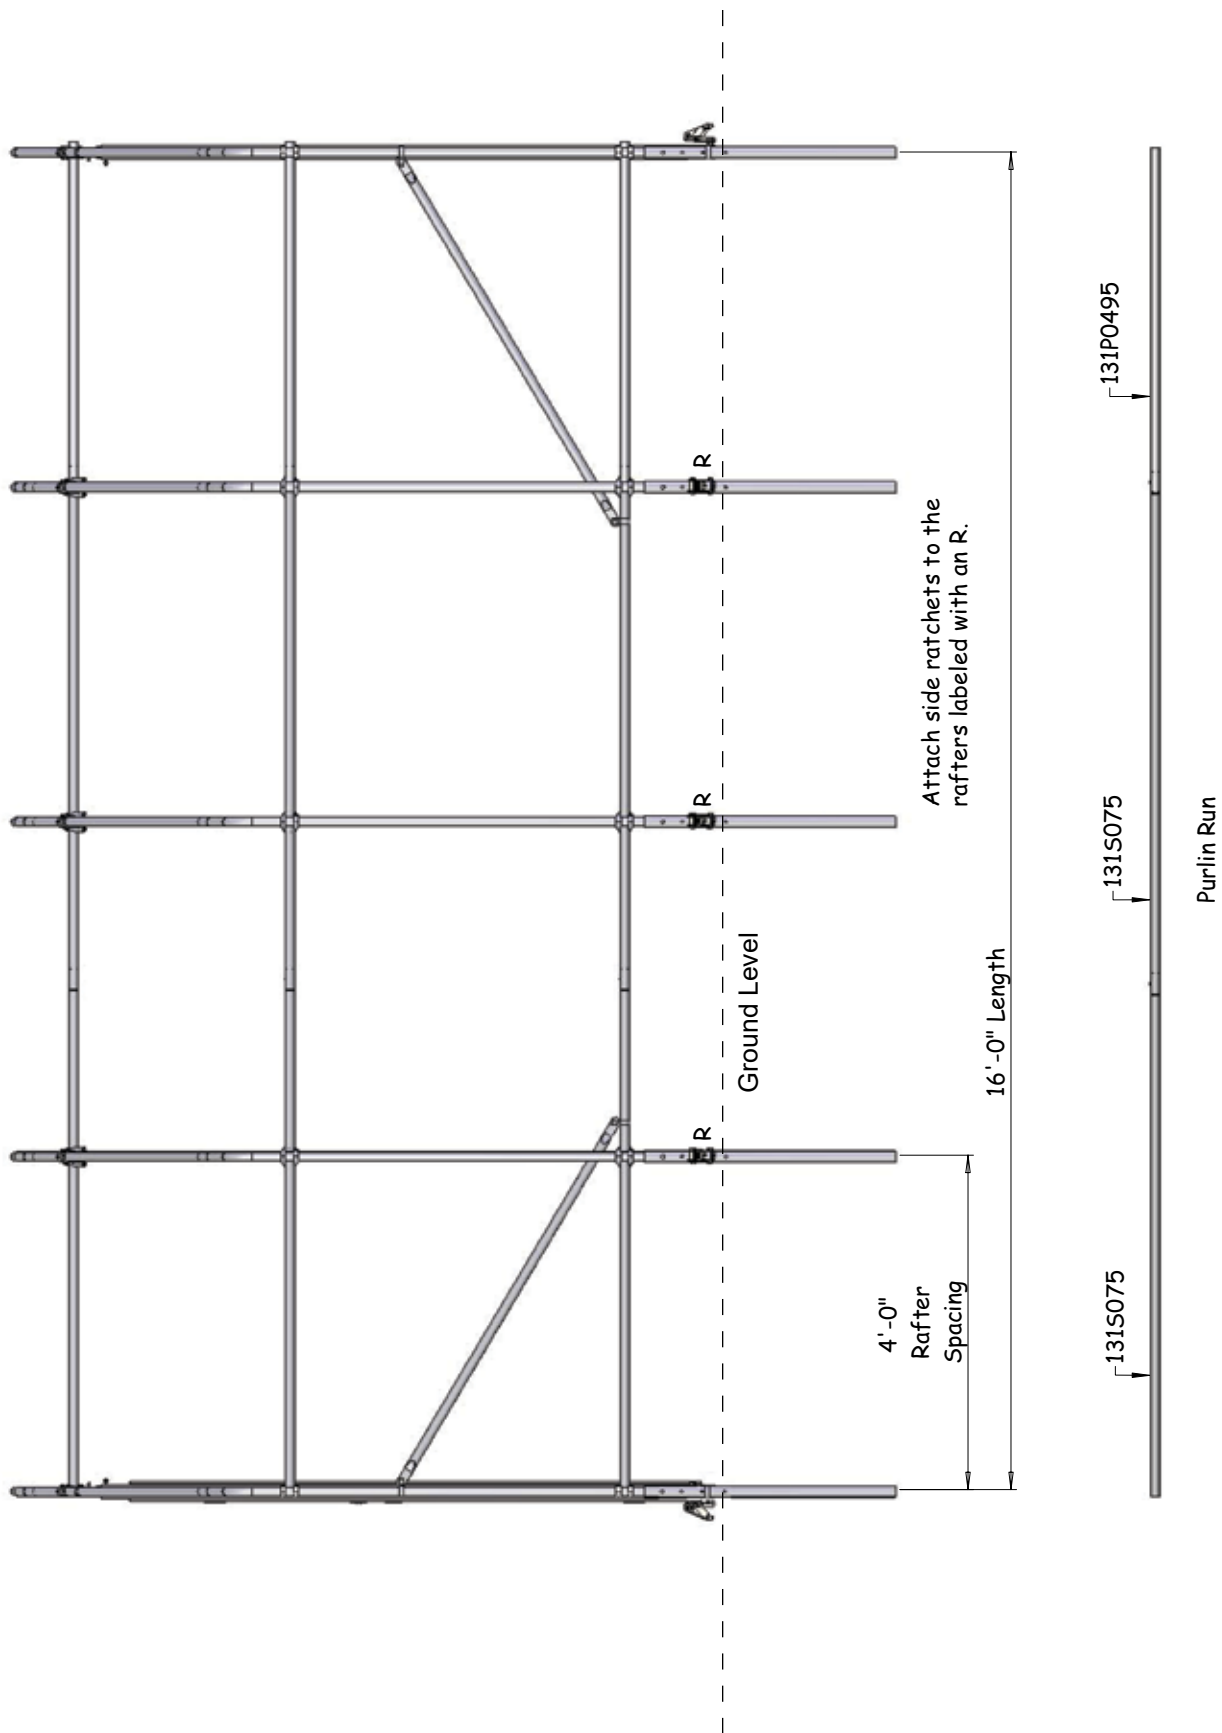 R
R
R
Ground Level
Attach side ratchets to the
rafters labeled with an R.
4'-0"
Rafter
Spacing
16'-0" Length
131S075
131S075
131P0495
Purlin Run